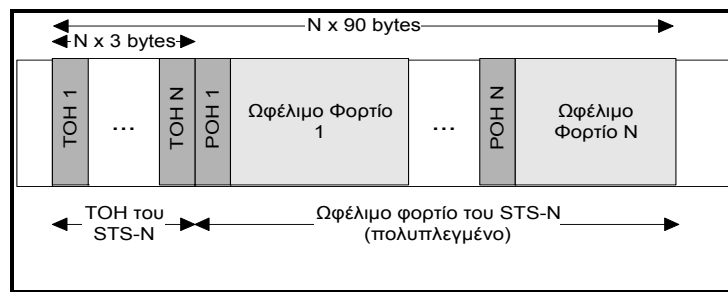 N x 90 bytes
N x 3 bytes
TOH 1
...
TOH N
POH 1
Ωφέλιμο Φορτίο
1
...
POH N
Ωφέλιμο
Φορτίο N
TOH του
STS-N
Ωφέλιμο φορτίο του STS-N
(πολυπλεγμένο)